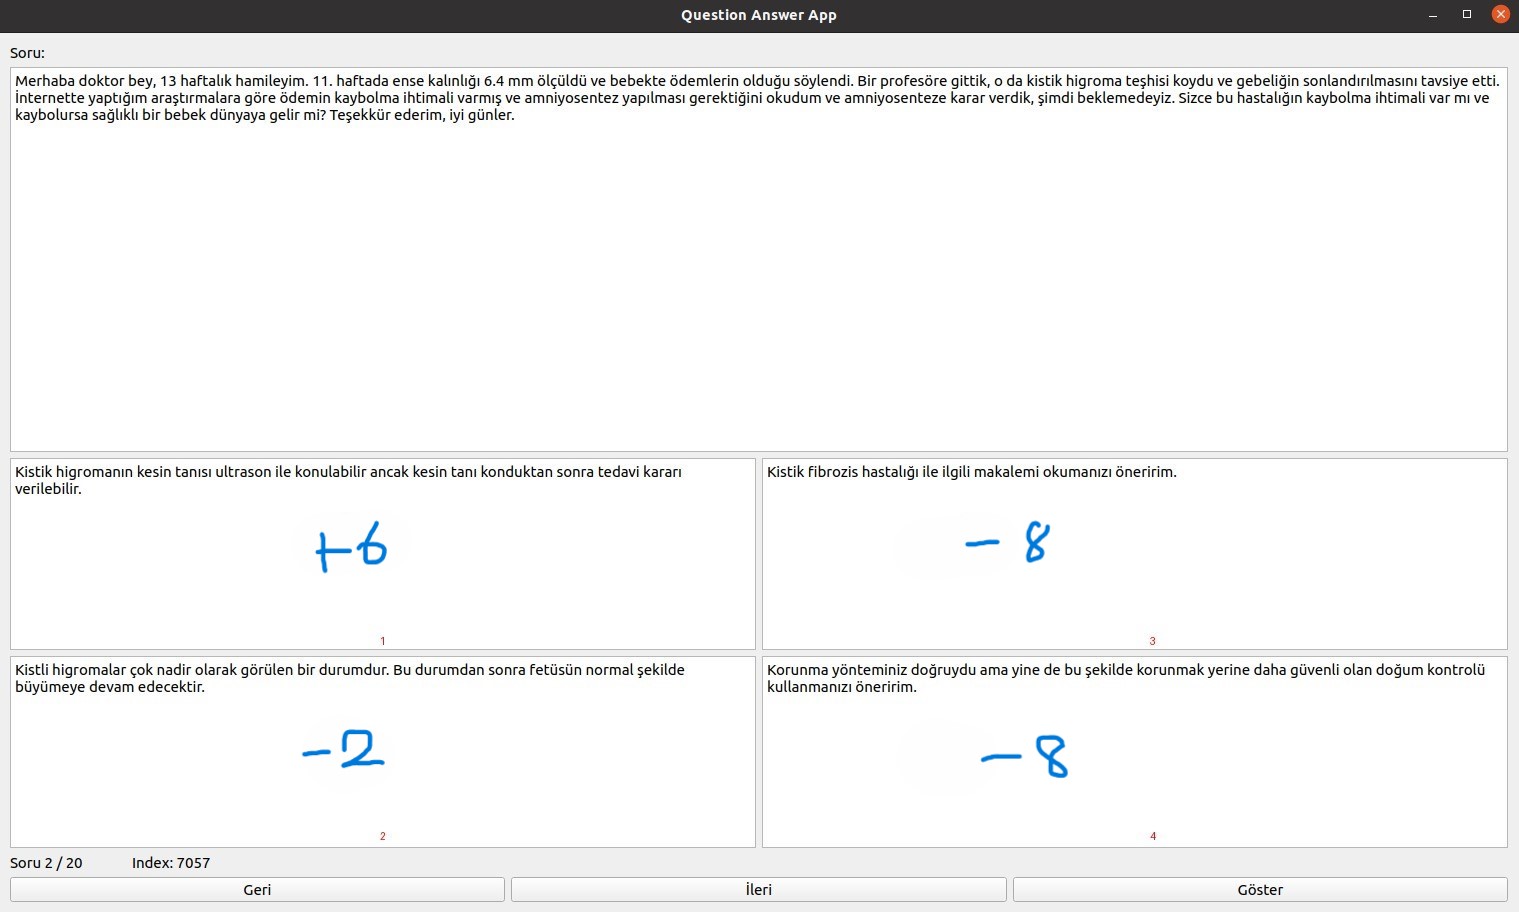 Question Answer App
Soru:
Merhaba doktor bey, 13 haftalık hamileyim. 11. haftada ense kalınlığı 6.4 mm ölçüldü ve bebekte ödemlerin olduğu söylendi. Bir profesöre gittik, o da kistik higroma teşhisi koydu ve gebeliğin sonlandırılmasını tavsiye etti.
İnternette yaptığım araştırmalara göre ödemin kaybolma ihtimali varmış ve amniyosentez yapılması gerektiğini okudum ve amniyosenteze karar verdik, şimdi beklemedeyiz. Sizce bu hastalığın kaybolma ihtimali var mı ve
kaybolursa sağlıklı bir bebek dünyaya gelir mi? Teşekkür ederim, iyi günler.
Kistik higromanın kesin tanısı ultrason ile konulabilir ancak kesin tanı konduktan sonra tedavi kararı
verilebilir.
+6
1
Kistik fibrozis hastalığı ile ilgili makalemi okumanızı öneririm.
- 8
3
Kistli higromalar çok nadir olarak görülen bir durumdur. Bu durumdan sonra fetüsün normal şekilde
büyümeye devam edecektir.
-2
2
Korunma yönteminiz doğruydu ama yine de bu şekilde korunmak yerine daha güvenli olan doğum kontrolü
kullanmanızı öneririm.
-8
4
Soru 2 / 20 Index: 7057
Geri İleri Göster